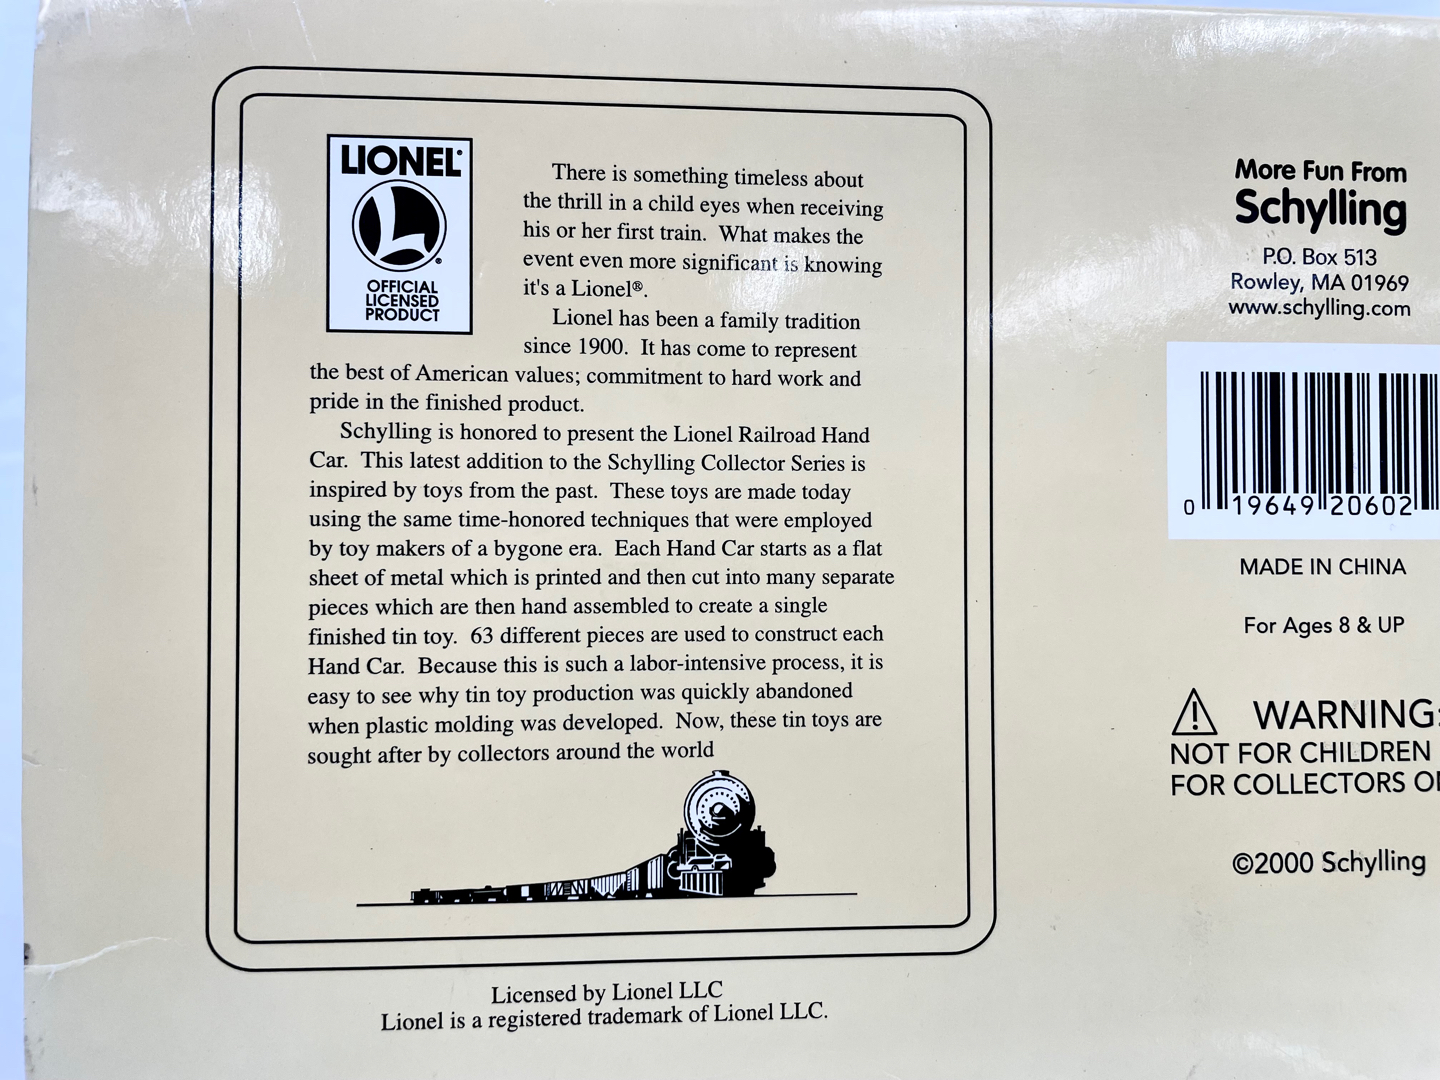 LIONEL®
L®
OFFICIAL
LICENSED
PRODUCT
There is something timeless about
the thrill in a child eyes when receiving
his or her first train.  What makes the
event even more significant is knowing
it's a Lionel®.
Lionel has been a family tradition
since 1900.  It has come to represent
the best of American values; commitment to hard work and
pride in the finished product.
Schylling is honored to present the Lionel Railroad Hand
Car.  This latest addition to the Schylling Collector Series is
inspired by toys from the past.  These toys are made today
using the same time-honored techniques that were employed
by toy makers of a bygone era.  Each Hand Car starts as a flat
sheet of metal which is printed and then cut into many separate
pieces which are then hand assembled to create a single
finished tin toy.  63 different pieces are used to construct each
Hand Car.  Because this is such a labor-intensive process, it is
easy to see why tin toy production was quickly abandoned
when plastic molding was developed.  Now, these tin toys are
sought after by collectors around the world
Licensed by Lionel LLC
Lionel is a registered trademark of Lionel LLC.
More Fun From
Schylling
P.O. Box 513
Rowley, MA 01969
www.schylling.com
0 19649 20602
MADE IN CHINA
For Ages 8 & UP
WARNING:
NOT FOR CHILDREN
FOR COLLECTORS
©2000 Schylling